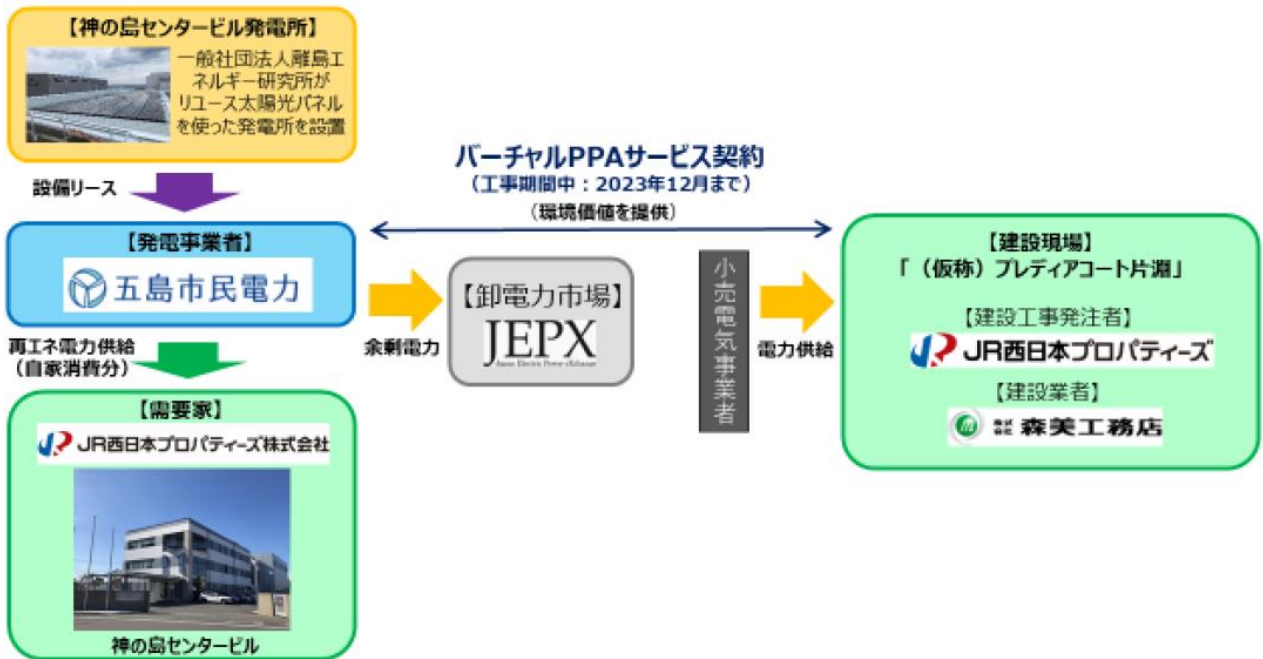 【神の島センタービル発電所】
一般社団法人離島エ
ネルギー研究所が
リユース太陽光パネル
を使った発電所を設置
設備リース
バーチャルPPAサービス契約
（工事期間中：2023年12月まで）
（環境価値を提供）
【発電事業者】
五島市民電力
再エネ電力供給
（自家消費分）
余剰電力
【卸電力市場】
JEPX
Japan Electric Power eXchange
小売電気事業者
電力供給
【建設現場】
「（仮称）プレディアコート片淵」
【建設工事発注者】
JR西日本プロパティーズ
【建設業者】
株式会社 森美工務店
【需要家】
JR西日本プロパティーズ株式会社
神の島センタービル